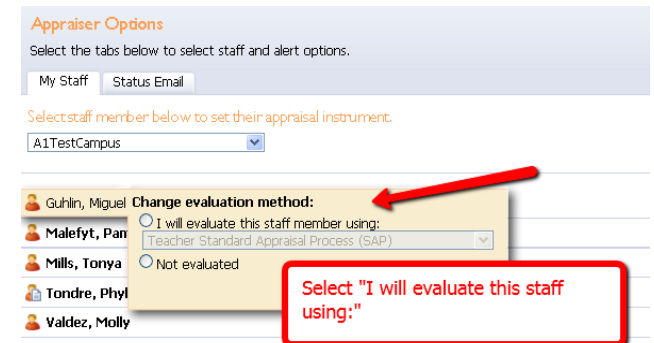 Appraiser Options
Select the tabs below to select staff and alert options.
My Staff Status Email
Select staff member below to set their appraisal instrument.
A1TestCampus
Guhlin, Miguel
Change evaluation method:
I will evaluate this staff member using:
Teacher Standard Appraisal Process (SAP)
Not evaluated
Malefyt, Pam
Mills, Tonya
Tondre, Phyl
Valdez, Molly
Select "I will evaluate this staff
using:"